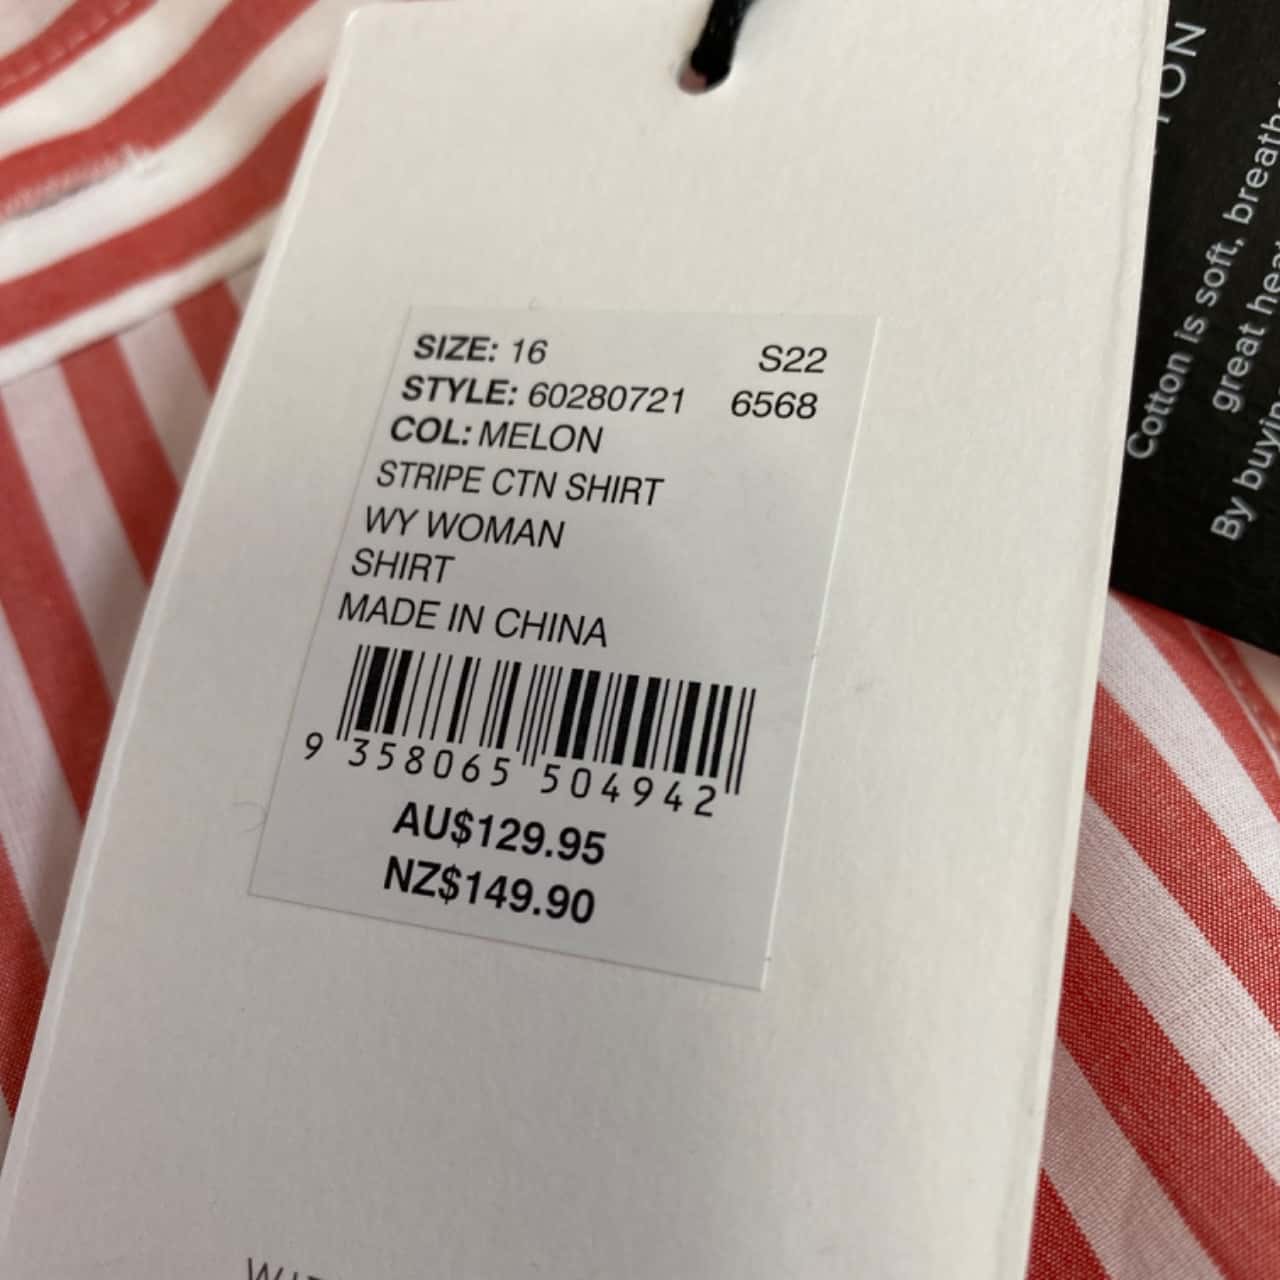 SIZE: 16 S22
STYLE: 60280721 6568
COL: MELON
STRIPE CTN SHIRT
WY WOMAN
SHIRT
MADE IN CHINA
9 358065 504942
AU$129.95
NZ$149.90
Cotton is soft,
great
By